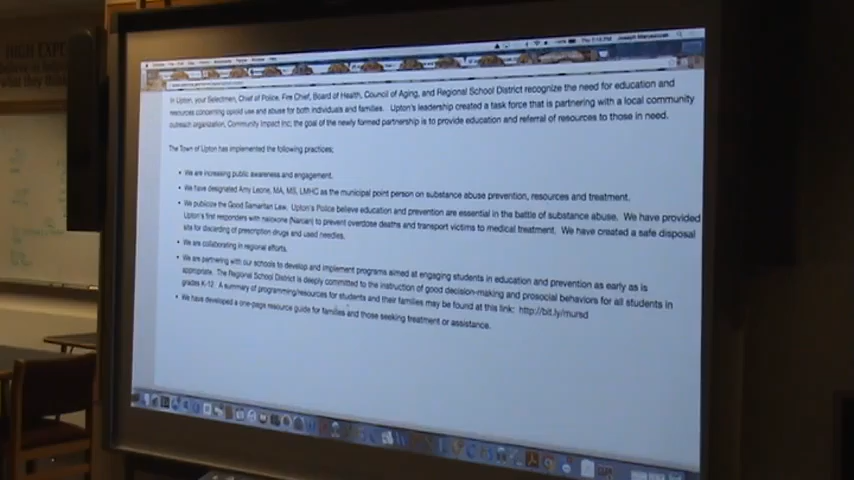 HIGH CAPT
what they think
Thu 7:14 PM Joseph Maruszczak
In Upton, your Selectmen, Chief of Police, Fire Chief, Board of Health, Council of Aging, and Regional School District recognize the need for education and
resources concerning opioid use and abuse for both individuals and families. Upton's leadership created a task force that is partnering with a local community
outreach organization, Community Impact Inc; the goal of the newly formed partnership is to provide education and referral of resources to those in need.
The Town of Upton has implemented the following practices;
• We are increasing public awareness and engagement.
• We have designated Amy Leone, MA, MS, LMHC as the municipal point person on substance abuse prevention, resources and treatment.
• We publicize the Good Samaritan Law. Upton's Police believe education and prevention are essential in the battle of substance abuse. We have provided
Upton's first responders with naloxone (Narcan) to prevent overdose deaths and transport victims to medical treatment. We have created a safe disposal
site for discarding of prescription drugs and used needles.
• We are collaborating in regional efforts.
• We are partnering with our schools to develop and implement programs aimed at engaging students in education and prevention as early as is
appropriate. The Regional School District is deeply committed to the instruction of good decision-making and prosocial behaviors for all students in
grades K-12. A summary of programming/resources for students and their families may be found at this link: http://bit.ly/mursd
• We have developed a one-page resource guide for families and those seeking treatment or assistance.